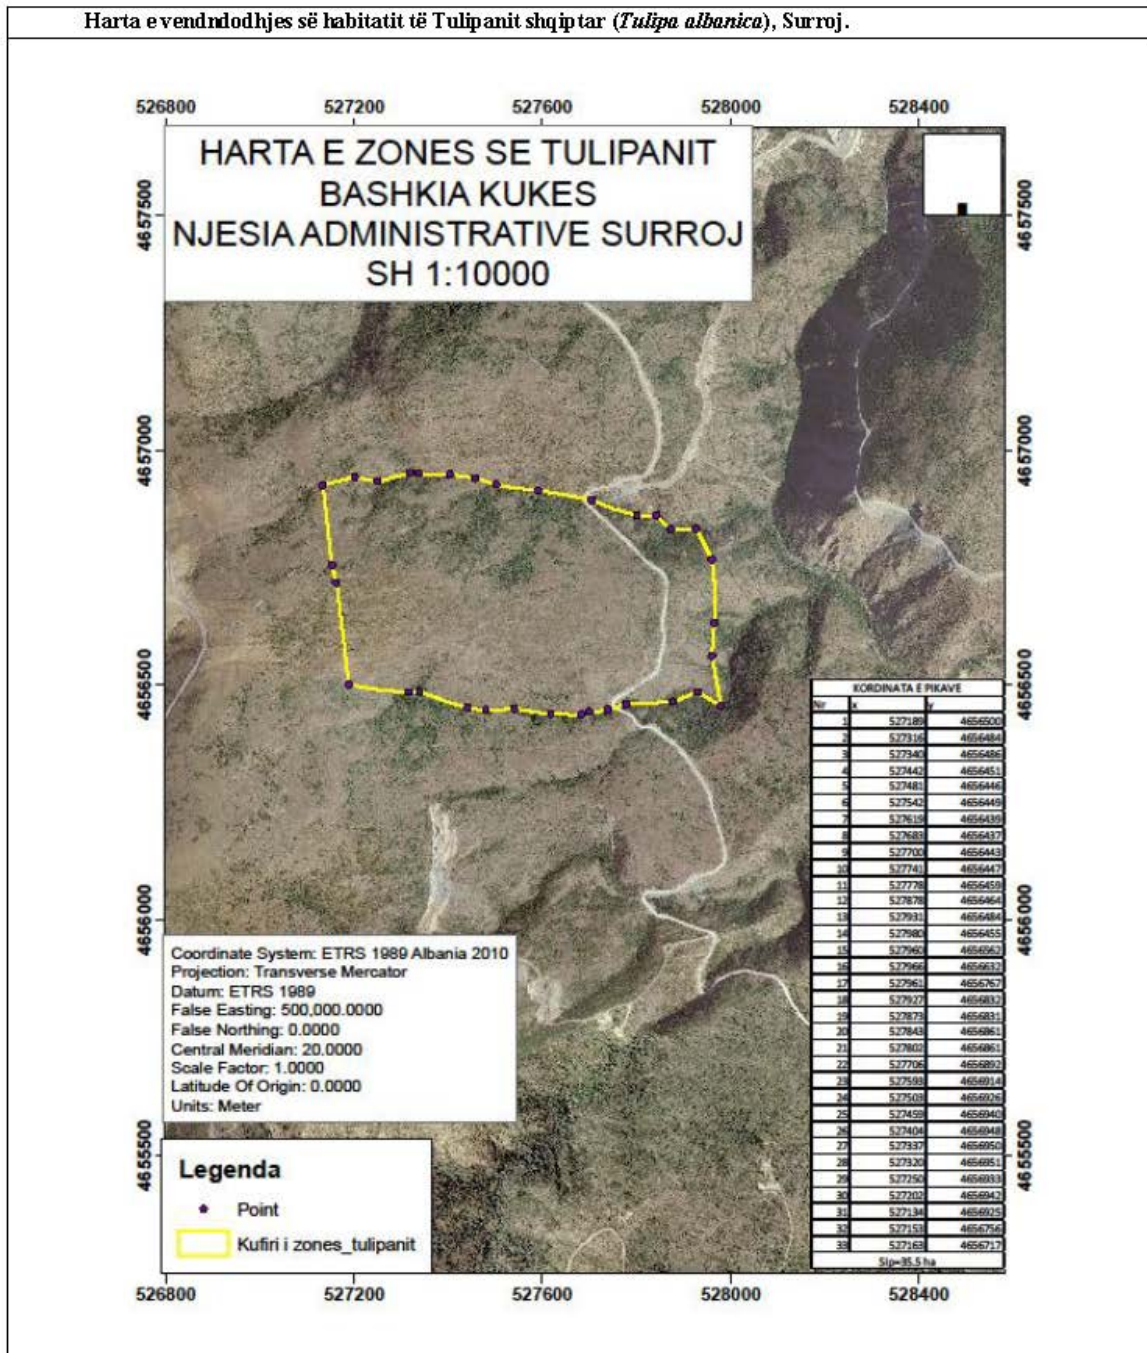 Harta e vendndodhjes së habitatit të Tulipanit shqiptar (Tulipa albanica), Surroj.
526800 527200 527600 528000 528400
HARTA E ZONES SE TULIPANIT
BASHKIA KUKES
NJESIA ADMINISTRATIVE SURROJ
SH 1:10000
4657500 4657500
4657000 4657000
4656500 4656500
4656000 4656000
4655500 4655500
KORDINATA E PIKAVE
Nr x y
1 527189 4656500
2 527316 4656484
3 527340 4656486
4 527442 4656451
5 527481 4656446
6 527542 4656449
7 527619 4656439
8 527683 4656437
9 527700 4656443
10 527741 4656447
11 527778 4656459
12 527878 4656464
13 527931 4656484
14 527980 4656455
15 527960 4656562
16 527966 4656632
17 527961 4656767
18 527927 4656832
19 527873 4656831
20 527843 4656861
21 527802 4656861
22 527706 4656892
23 527593 4656914
24 527503 4656926
25 527459 4656940
26 527404 4656948
27 527337 4656950
28 527320 4656951
29 527250 4656933
30 527202 4656942
31 527134 4656925
32 527153 4656756
33 527163 4656717
Sip=35.5 ha
Coordinate System: ETRS 1989 Albania 2010
Projection: Transverse Mercator
Datum: ETRS 1989
False Easting: 500,000.0000
False Northing: 0.0000
Central Meridian: 20.0000
Scale Factor: 1.0000
Latitude Of Origin: 0.0000
Units: Meter
Legenda
Point
Kufiri i zones_tulipanit
526800 527200 527600 528000 528400